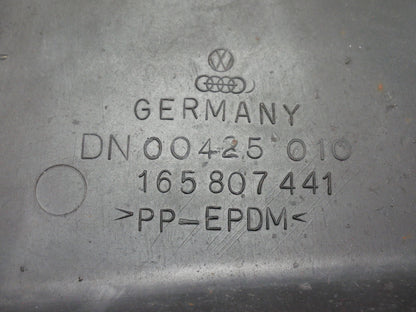 GERMANY
DN 00425 010
165 807 441
>PP-EPDM<